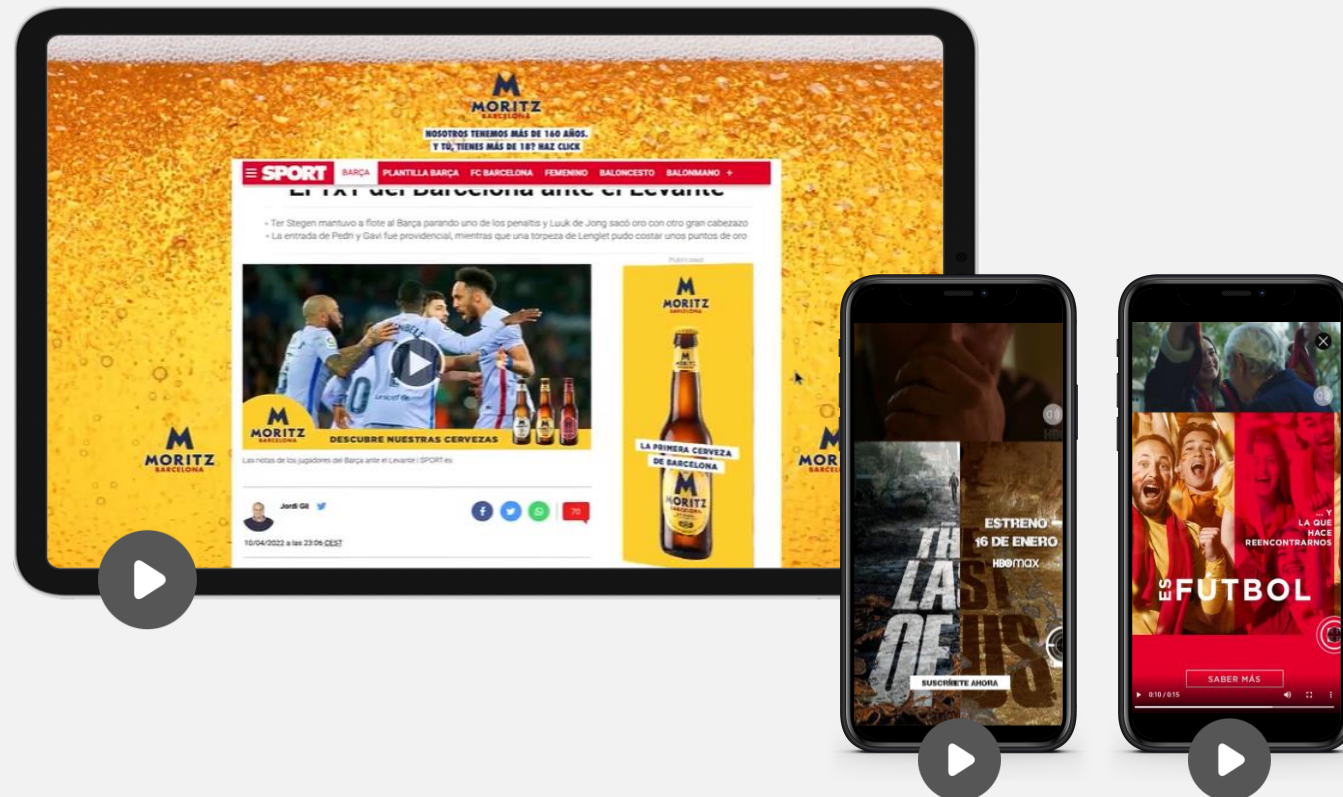 MORITZ
BARCELONA
NOSOTROS TENEMOS MÁS DE 160 AÑOS.
Y TÚ, TIENES MÁS DE 18? HAZ CLICK
SPORT BARÇA PLANTILLA BARÇA FC BARCELONA FEMENINO BALONCESTO BALONMANO +
El 1x1 del Barcelona ante el Levante
• Ter Stegen mantuvo a flote al Barça parando uno de los penaltis y Luuk de Jong sacó oro con otro gran cabezazo
• La entrada de Pedri y Gavi fue providencial, mientras que una torpeza de Lenglet pudo costar unos puntos de oro
Publicidad
MORITZ
BARCELONA
unicef
MORITZ
BARCELONA
DESCUBRE NUESTRAS CERVEZAS
LA PRIMERA CERVEZA
DE BARCELONA
MORITZ
MORITZ
BARCELONA
MOR
BARCEL
Las notas de los jugadores del Barça ante el Levante | SPORT.es
Jordi Gil
70
10/04/2022 a las 23:06 CEST
HBO
ESTRENO
16 DE ENERO
HBOmax
THE
LAST
OF US
SUSCRÍBETE AHORA
... Y
LA QUE
HACE
REENCONTRARNOS
ES FÚTBOL
SABER MÁS
0:10 / 0:15